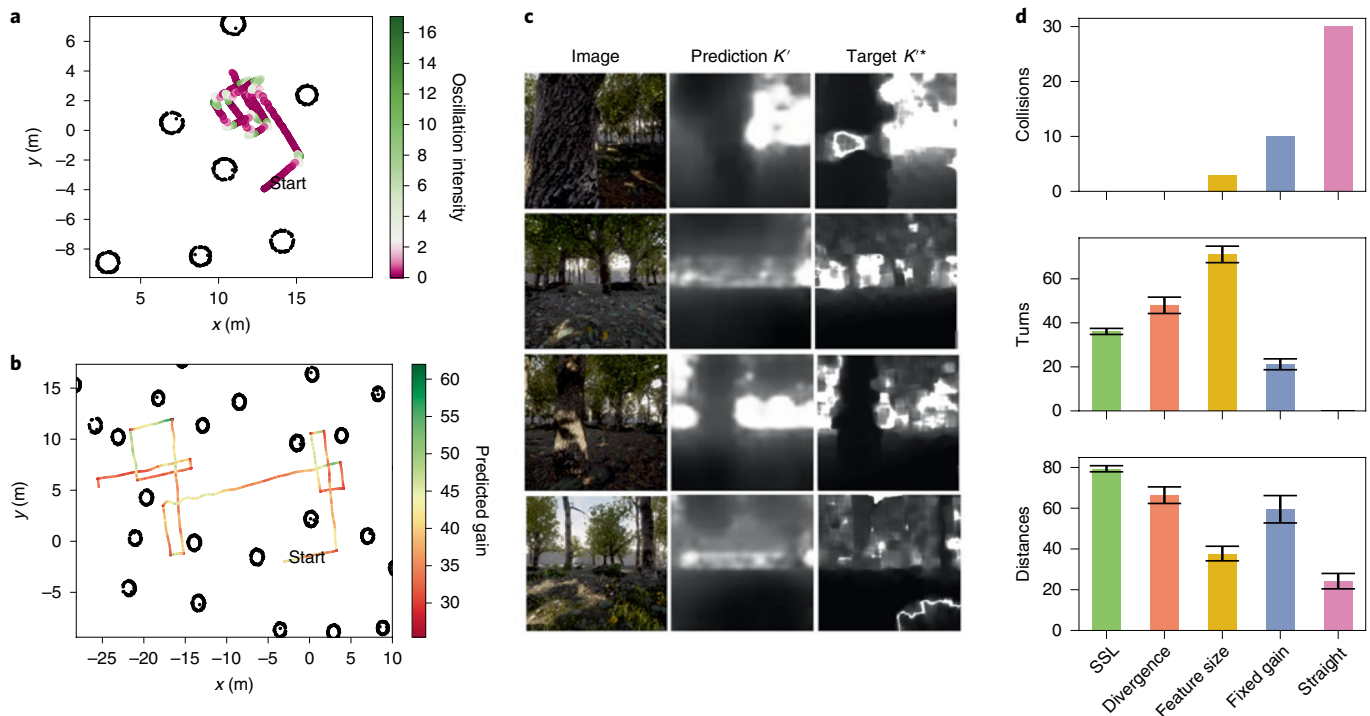 a
6
4
2
0
−2
−4
−6
−8
y (m)
5
10
15
x (m)
Start
16
14
12
10
8
6
4
2
0
Oscillation intensity
b
15
10
5
0
−5
y (m)
−25
−20
−15
−10
−5
0
5
10
x (m)
Start
60
55
50
45
40
35
30
Predicted gain
c
Image
Prediction K′
Target K′*
d
30
20
10
0
Collisions
60
40
20
0
Turns
80
60
40
20
0
Distances
SSL
Divergence
Feature size
Fixed gain
Straight